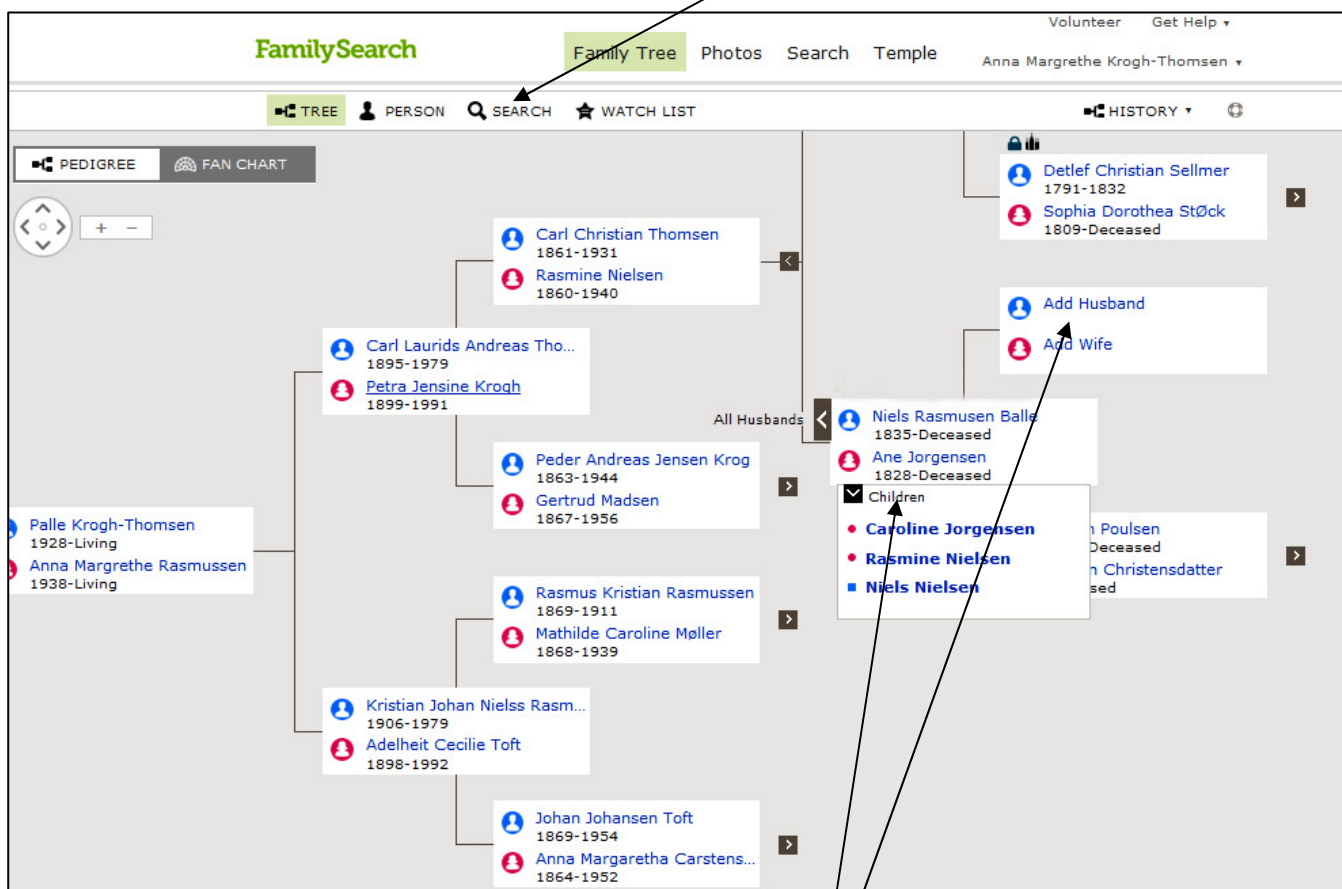 Volunteer Get Help
FamilySearch
Family Tree Photos Search Temple
Anna Margrethe Krogh-Thomsen
TREE PERSON SEARCH WATCH LIST HISTORY
PEDIGREE FAN CHART
+ −
Detlef Christian Sellmer
1791-1832
Sophia Dorothea StØck
1809-Deceased
Carl Christian Thomsen
1861-1931
Rasmine Nielsen
1860-1940
Add Husband
Add Wife
Carl Laurids Andreas Tho...
1895-1979
Petra Jensine Krogh
1899-1991
All Husbands
Niels Rasmusen Balle
1835-Deceased
Ane Jorgensen
1828-Deceased
Children
Caroline Jorgensen
Rasmine Nielsen
Niels Nielsen
Peder Andreas Jensen Krog
1863-1944
Gertrud Madsen
1867-1956
n Poulsen
Deceased
n Christensdatter
sed
Palle Krogh-Thomsen
1928-Living
Anna Margrethe Rasmussen
1938-Living
Rasmus Kristian Rasmussen
1869-1911
Mathilde Caroline Møller
1868-1939
Kristian Johan Nielss Rasm...
1906-1979
Adelheit Cecilie Toft
1898-1992
Johan Johansen Toft
1869-1954
Anna Margaretha Carstens...
1864-1952